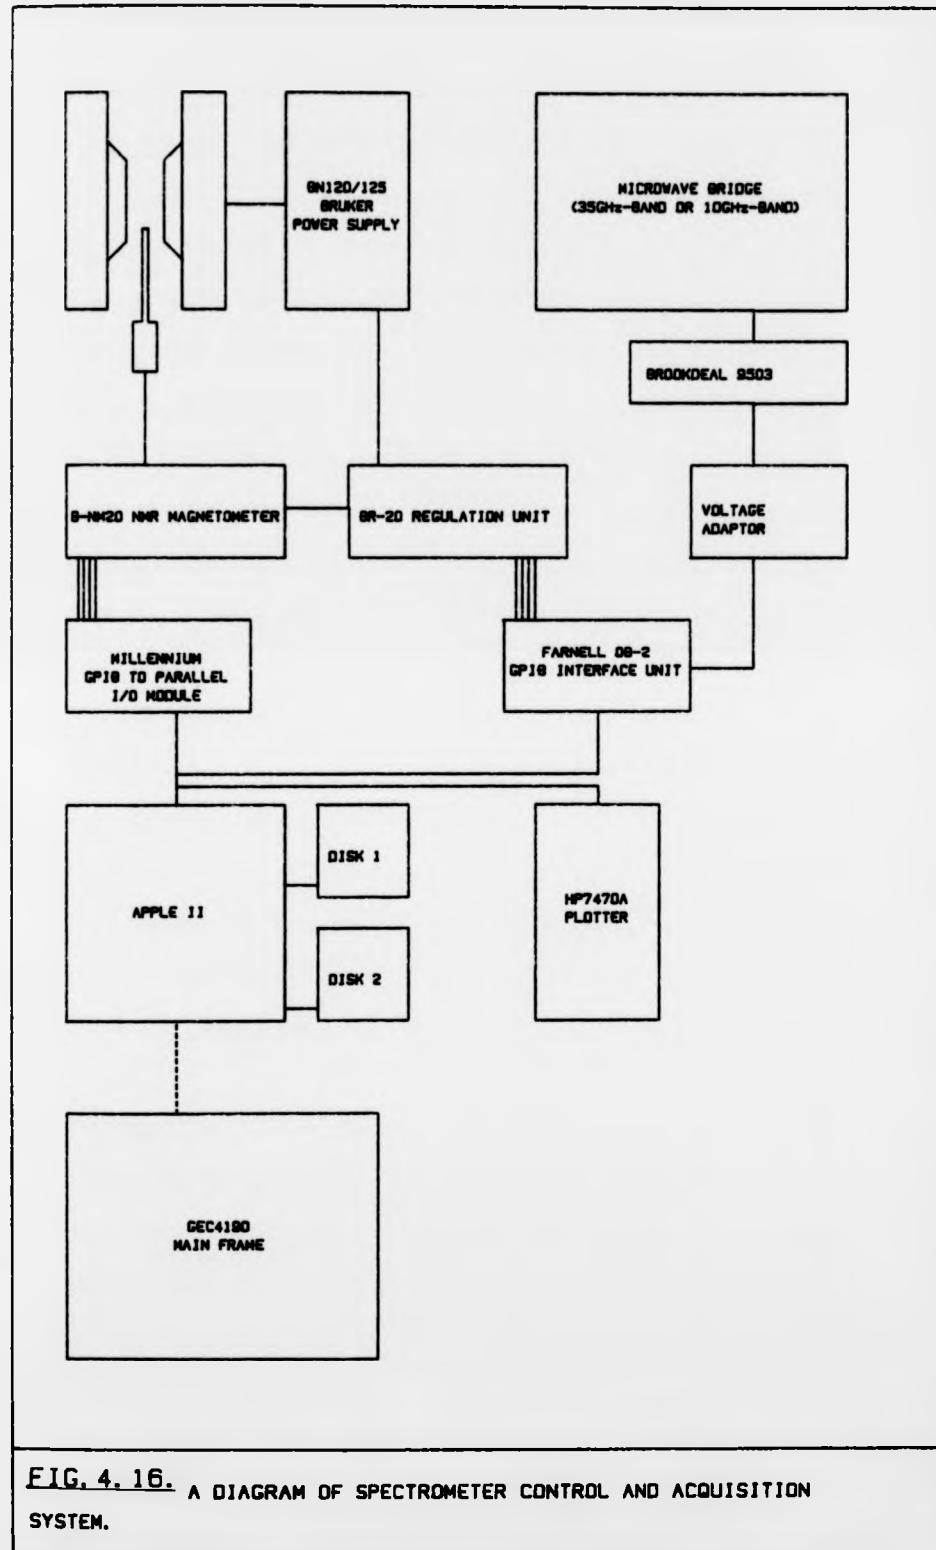 BN120/125
BRUKER
POWER SUPPLY
MICROWAVE BRIDGE
(35GHz-BAND OR 10GHz-BAND)
BROOKDEAL 9503
B-NM20 NMR MAGNETOMETER
BR-20 REGULATION UNIT
VOLTAGE
ADAPTOR
MILLENNIUM
GPIB TO PARALLEL
I/O MODULE
FARNELL DB-2
GPIB INTERFACE UNIT
APPLE II
DISK 1
DISK 2
HP7470A
PLOTTER
GEC4190
MAIN FRAME
FIG. 4. 16. A DIAGRAM OF SPECTROMETER CONTROL AND ACQUISITION
SYSTEM.